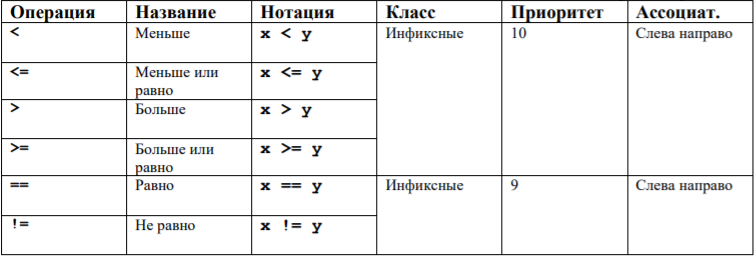 Операция Название Нотация Класс Приоритет Ассоциат.
< Меньше x < y Инфиксные 10 Слева направо
<= Меньше или x <= y
равно
> Больше x > y
>= Больше или x >= y
равно
== Равно x == y Инфиксные 9 Слева направо
!= Не равно x != y